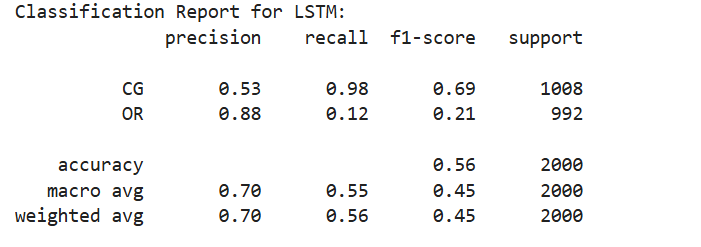 Classification Report for LSTM:
precision recall f1-score support
CG 0.53 0.98 0.69 1008
OR 0.88 0.12 0.21 992
accuracy 0.56 2000
macro avg 0.70 0.55 0.45 2000
weighted avg 0.70 0.56 0.45 2000